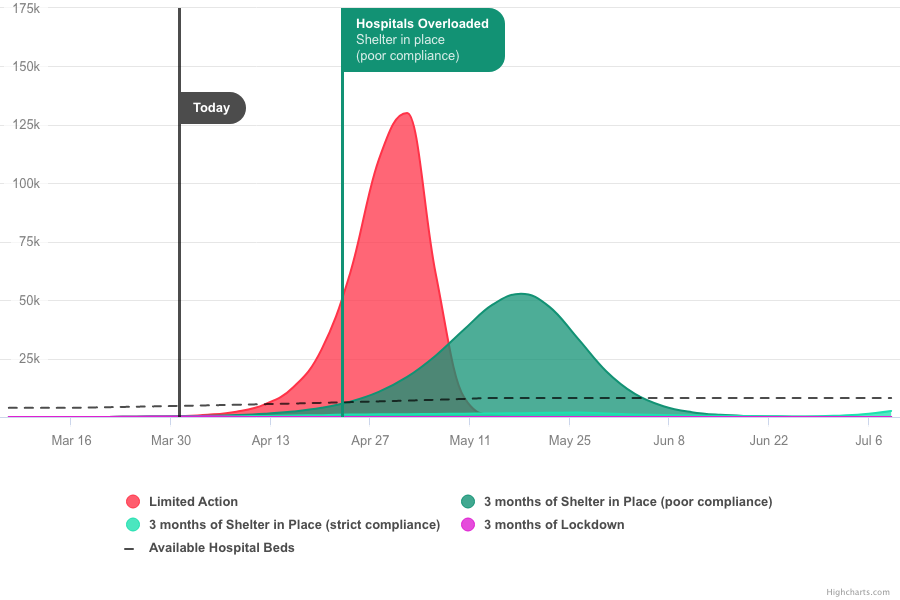 175k
Hospitals Overloaded
Shelter in place
(poor compliance)
150k
Today
125k
100k
75k
50k
25k
Mar 16 Mar 30 Apr 13 Apr 27 May 11 May 25 Jun 8 Jun 22 Jul 6
Limited Action 3 months of Shelter in Place (poor compliance)
3 months of Shelter in Place (strict compliance) 3 months of Lockdown
Available Hospital Beds
Highcharts.com